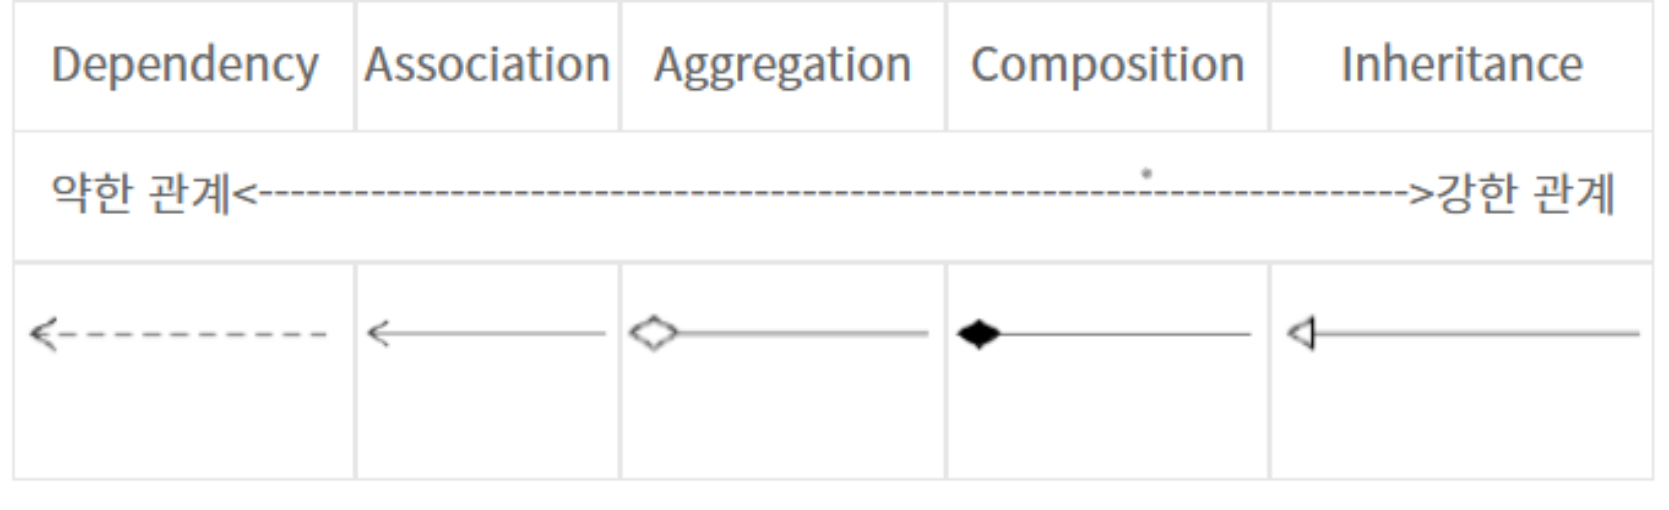 Dependency Association Aggregation Composition Inheritance
약한 관계<------------------------------------------------------------------------>강한 관계